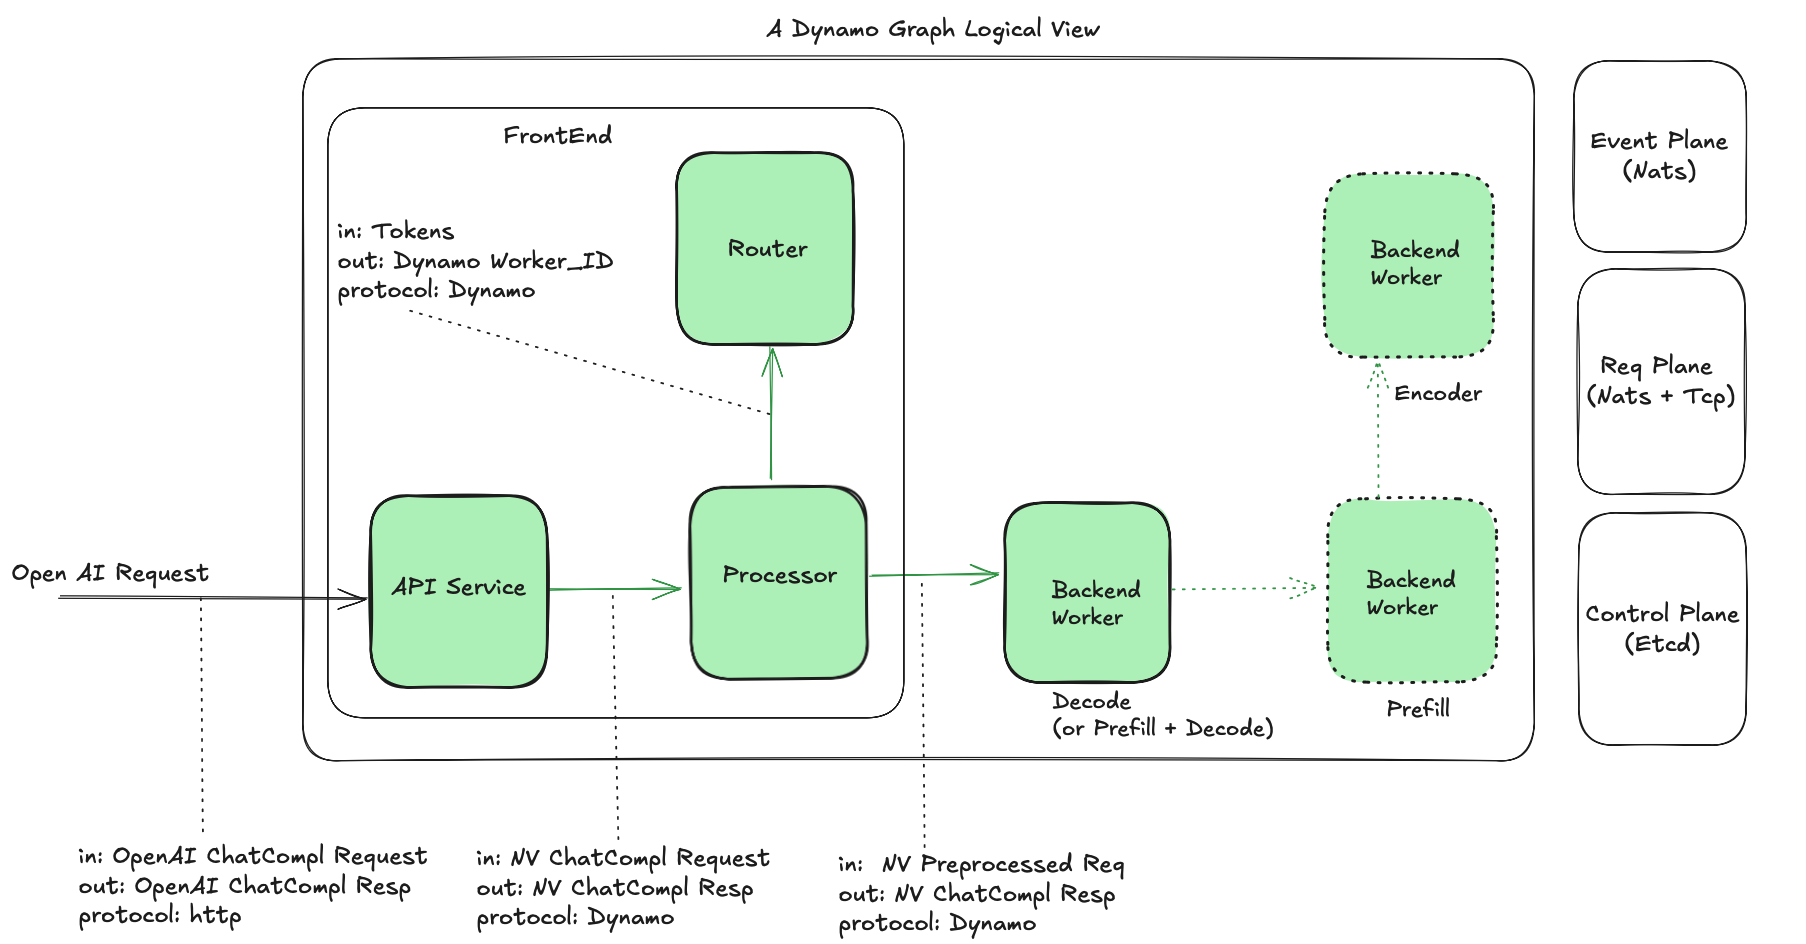 A Dynamo Graph Logical View
FrontEnd
in: Tokens
out: Dynamo Worker_ID
protocol: Dynamo
Router
Open AI Request
API Service
Processor
Backend
Worker
Decode
(or Prefill + Decode)
Backend
Worker
Encoder
Backend
Worker
Prefill
Event Plane
(Nats)
Req Plane
(Nats + Tcp)
Control Plane
(Etcd)
in: OpenAI ChatCompl Request
out: OpenAI ChatCompl Resp
protocol: http
in: NV ChatCompl Request
out: NV ChatCompl Resp
protocol: Dynamo
in: NV Preprocessed Req
out: NV ChatCompl Resp
protocol: Dynamo